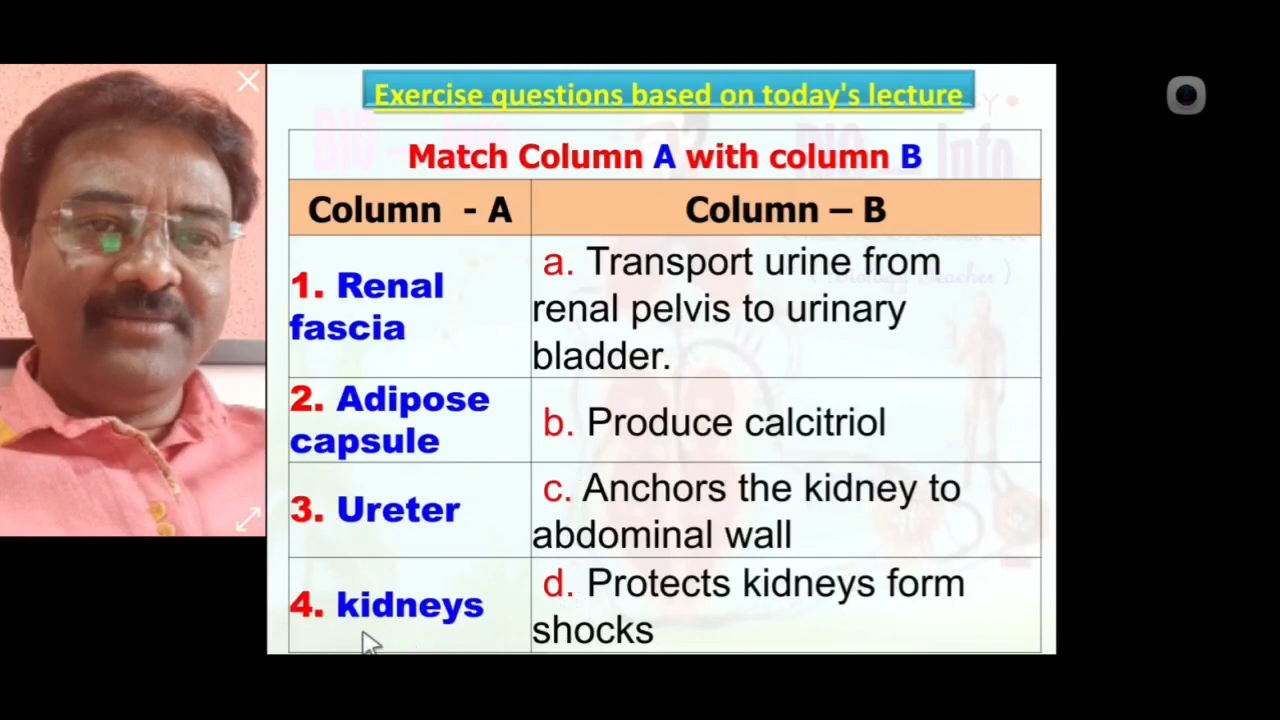 Exercise questions based on today's lecture
Match Column A with column B
Column - A
Column – B
1. Renal
fascia
a. Transport urine from
renal pelvis to urinary
bladder.
2. Adipose
capsule
b. Produce calcitriol
3. Ureter
c. Anchors the kidney to
abdominal wall
4. kidneys
d. Protects kidneys form
shocks